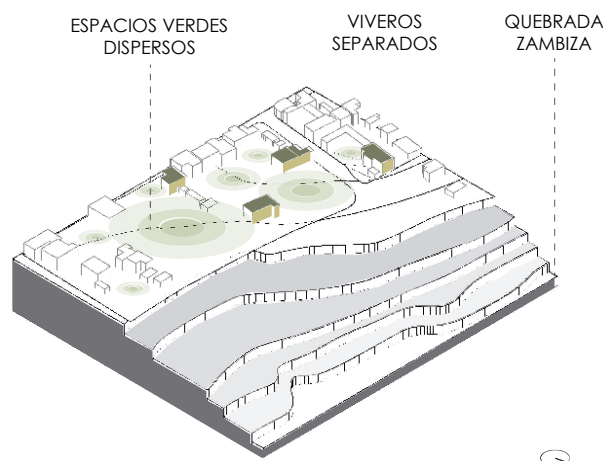 ESPACIOS VERDES
DISPERSOS
VIVEROS
SEPARADOS
QUEBRADA
ZAMBIZA